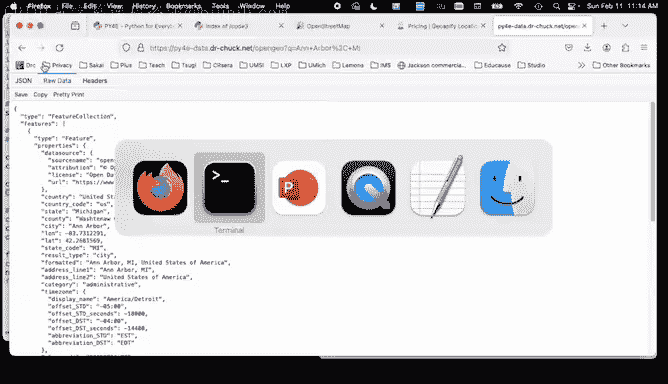 Firefox File Edit View History Bookmarks Tools Window Help
Sun Feb 11 11:14 AM
PY4E - Python for Everybo
Index of /code3
OpenStreetMap
Pricing | Geoapify Locatio
py4e-data.dr-chuck.net/openge
https://py4e-data.dr-chuck.net/opengeo?q=Ann+Arbor%2C+MI
Drc Privacy Sakai Plus Teach Tsugi CRsera UMSI LXP UMich Lemons IMS Jackson commercia... Educause Studio Other Bookmarks
JSON Raw Data Headers
Save Copy Pretty Print
{
"type": "FeatureCollection",
"features": [
{
"type": "Feature",
"properties": {
"datasource": {
"sourcename": "open
"attribution": "© O
"license": "Open Da
"url": "https://www
},
"country": "United St
"country_code": "us",
"state": "Michigan",
"county": "Washtenaw
"city": "Ann Arbor",
"lon": -83.7312291,
"lat": 42.2681569,
"state_code": "MI",
"result_type": "city",
"formatted": "Ann Arbor, MI, United States of America",
"address_line1": "Ann Arbor, MI",
"address_line2": "United States of America",
"category": "administrative",
"timezone": {
"display_name": "America/Detroit",
"offset_STD": "-05:00",
"offset_STD_seconds": -18000,
"offset_DST": "-04:00",
"offset_DST_seconds": -14400,
"abbreviation_STD": "EST",
"abbreviation_DST": "EDT"
},
Terminal